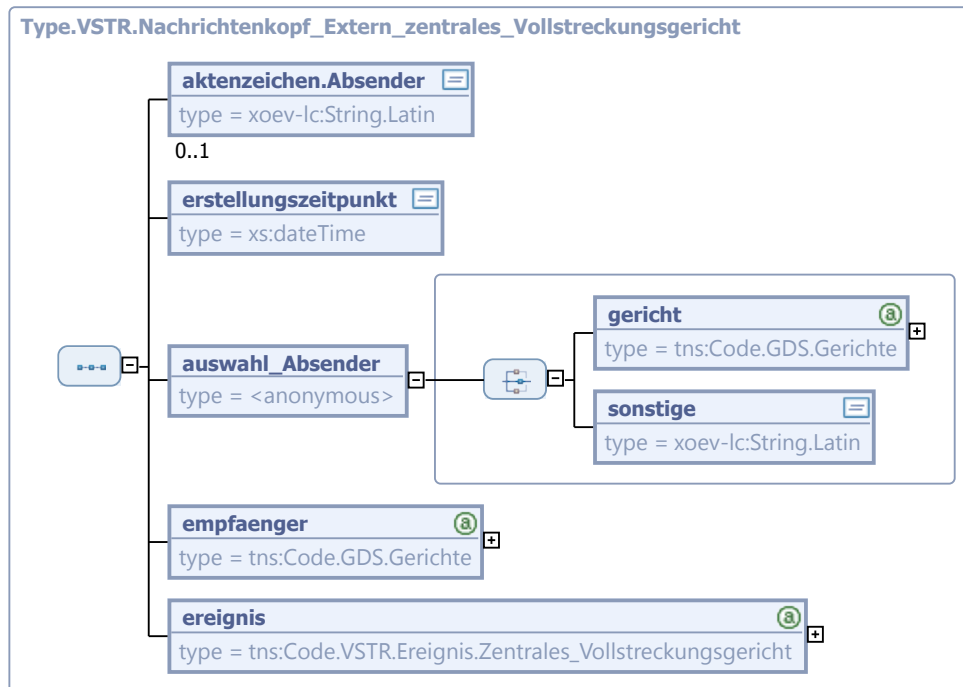 Type.VSTR.Nachrichtenkopf_Extern_zentrales_Vollstreckungsgericht
aktenzeichen.Absender
type = xoev-lc:String.Latin
0..1
erstellungszeitpunkt
type = xs:dateTime
auswahl_Absender
type = <anonymous>
gericht
type = tns:Code.GDS.Gerichte
sonstige
type = xoev-lc:String.Latin
empfaenger
type = tns:Code.GDS.Gerichte
ereignis
type = tns:Code.VSTR.Ereignis.Zentrales_Vollstreckungsgericht